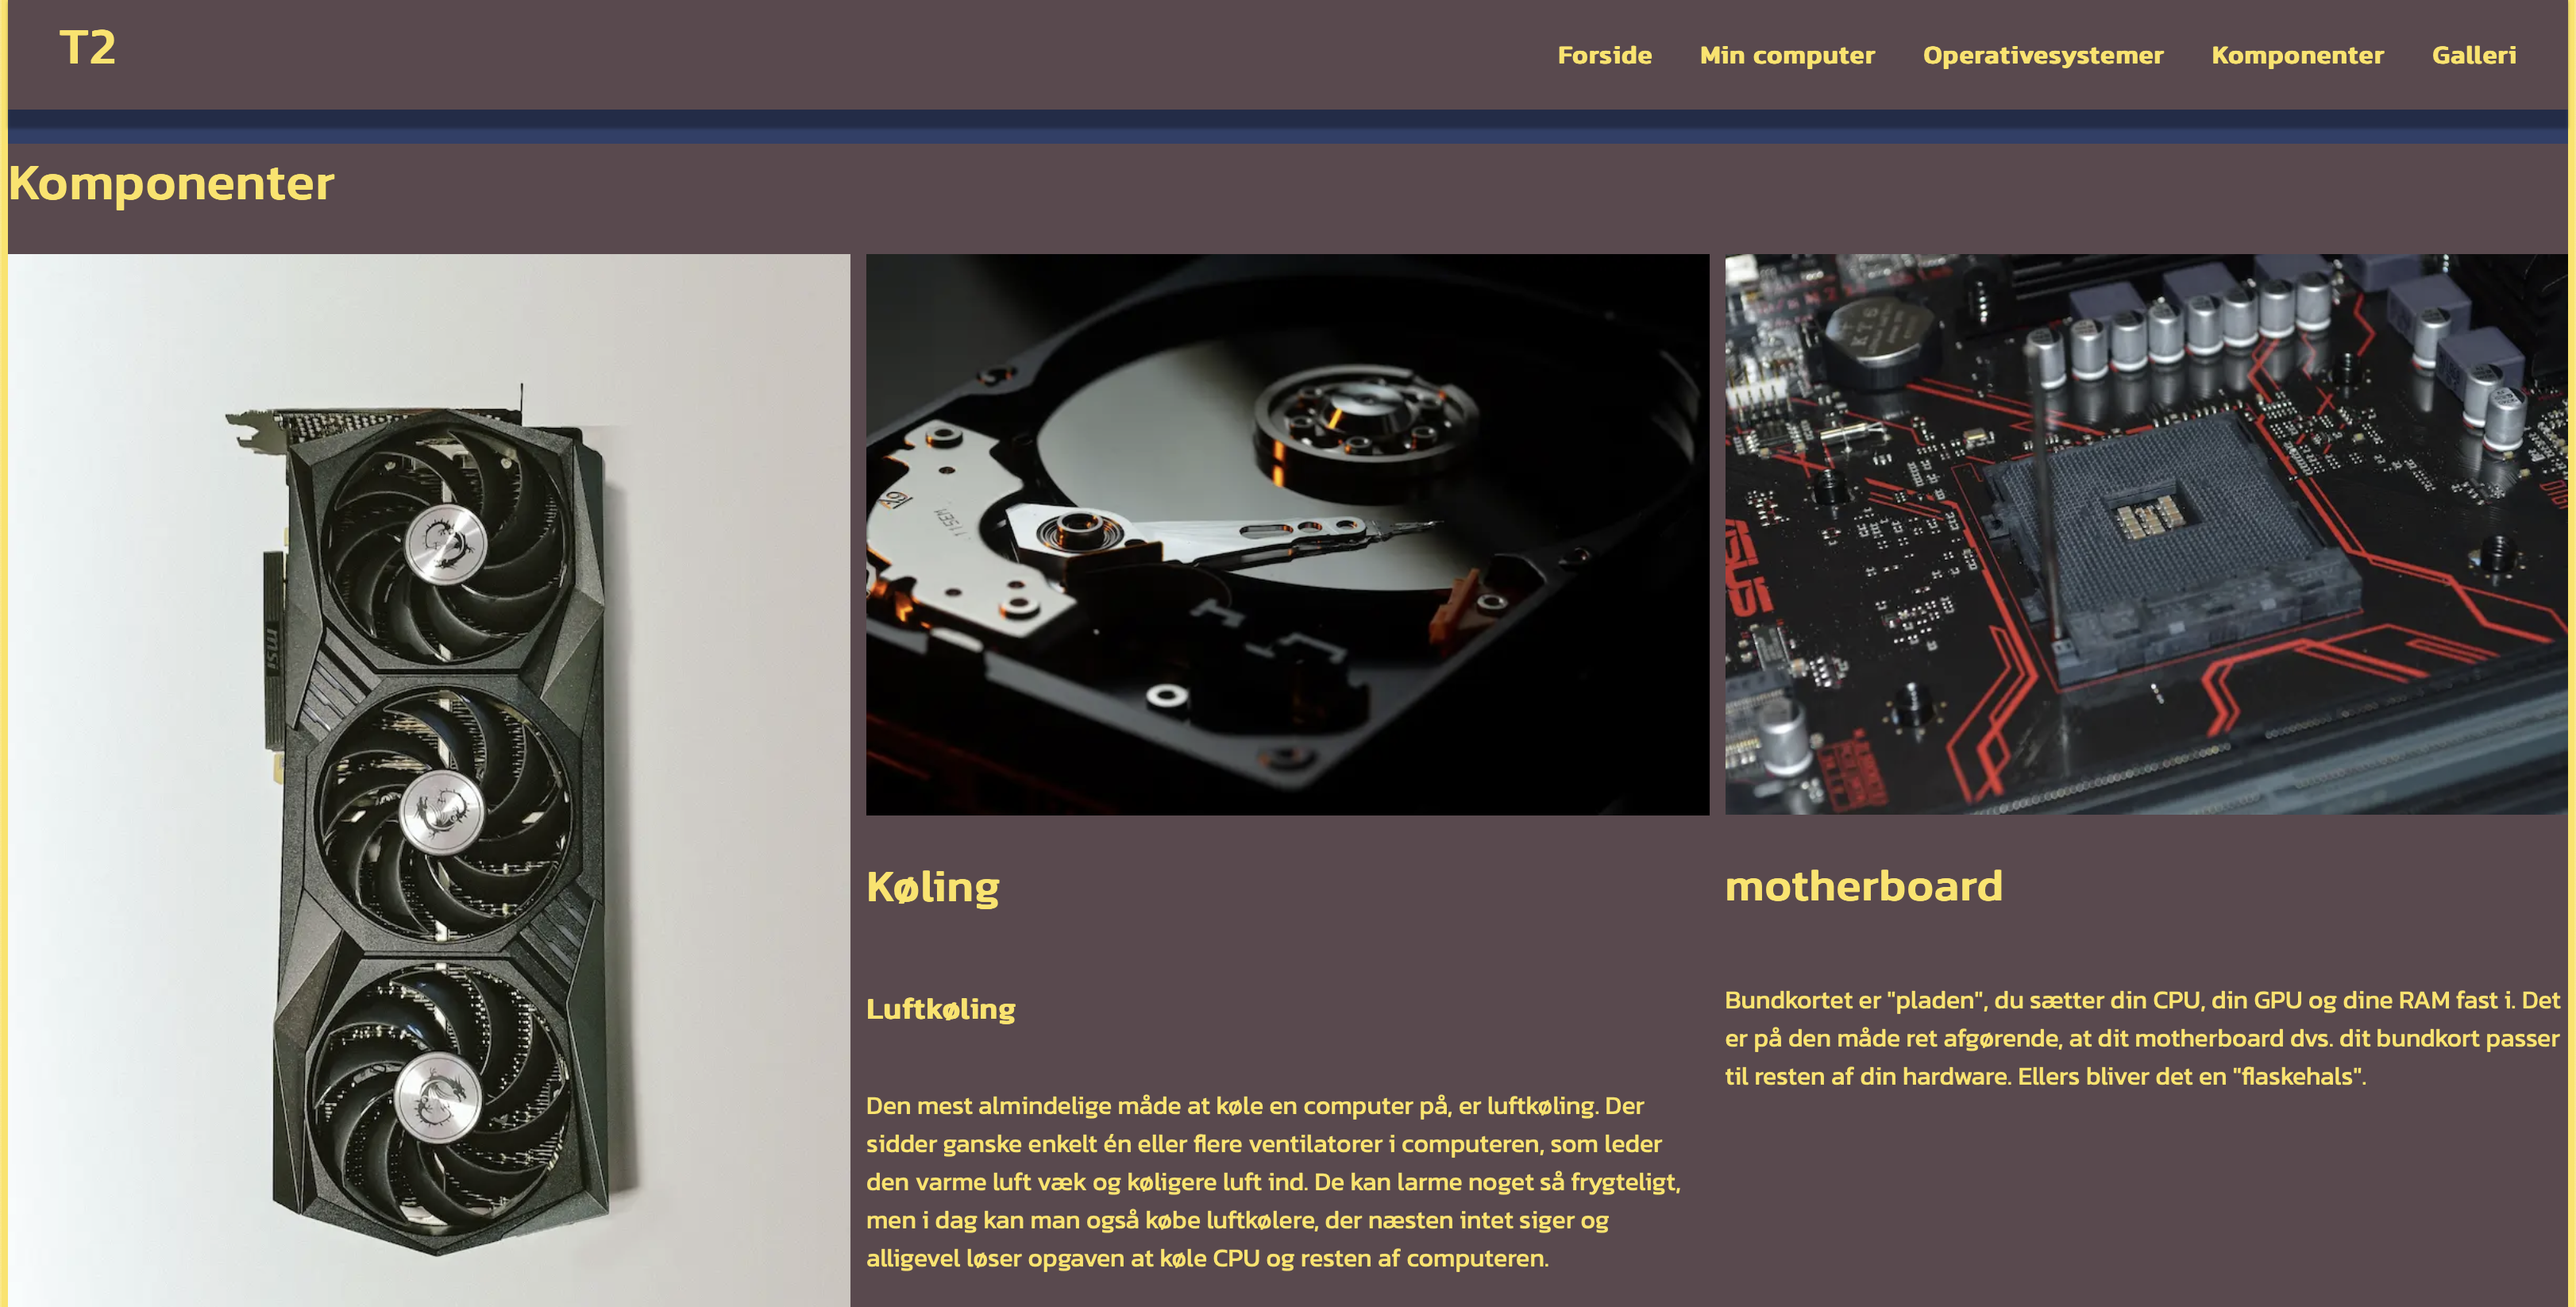 T2
Forside
Min computer
Operativesystemer
Komponenter
Galleri
Komponenter
msi
Køling
Luftkøling
Den mest almindelige måde at køle en computer på, er luftkøling. Der
sidder ganske enkelt én eller flere ventilatorer i computeren, som leder
den varme luft væk og køligere luft ind. De kan larme noget så frygteligt,
men i dag kan man også købe luftkølere, der næsten intet siger og
alligevel løser opgaven at køle CPU og resten af computeren.
motherboard
Bundkortet er "pladen", du sætter din CPU, din GPU og dine RAM fast i. Det
er på den måde ret afgørende, at dit motherboard dvs. dit bundkort passer
til resten af din hardware. Ellers bliver det en "flaskehals".